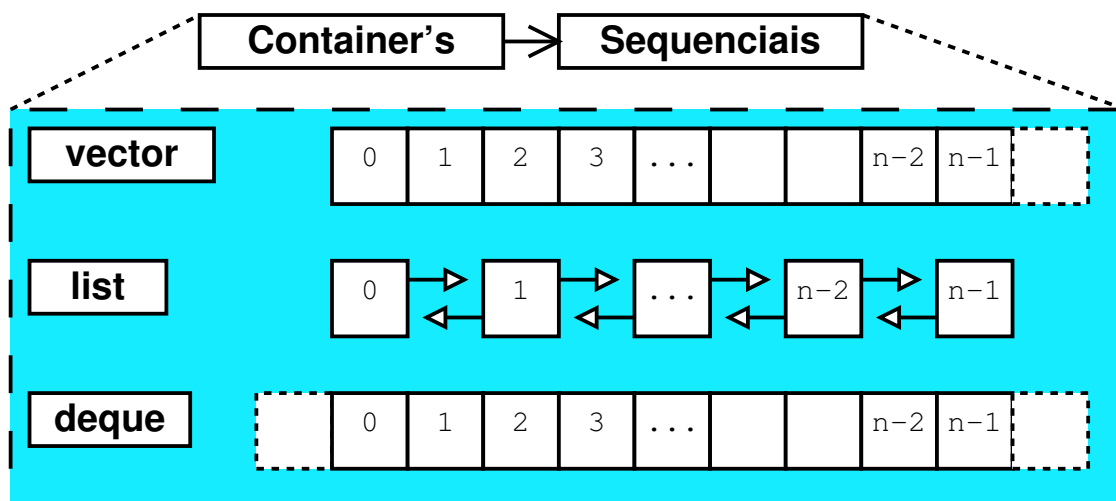 Container's Sequenciais
vector 0 1 2 3 ... n-2 n-1
list 0 1 ... n-2 n-1
deque 0 1 2 3 ... n-2 n-1